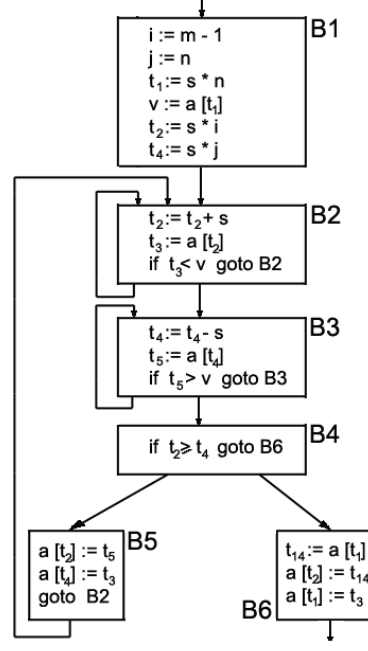 B1
i := m - 1
j := n
t₁:= s * n
v := a [t₁]
t₂:= s * i
t₄:= s * j
B2
t₂:= t₂+ s
t₃:= a [t₂]
if t₃< v goto B2
B3
t₄:= t₄- s
t₅:= a [t₄]
if t₅> v goto B3
B4
if t₂⩾ t₄ goto B6
B5
a [t₂] := t₅
a [t₄] := t₃
goto B2
t₁₄:= a [t₁]
a [t₂] := t₁₄
a [t₁] := t₃
B6